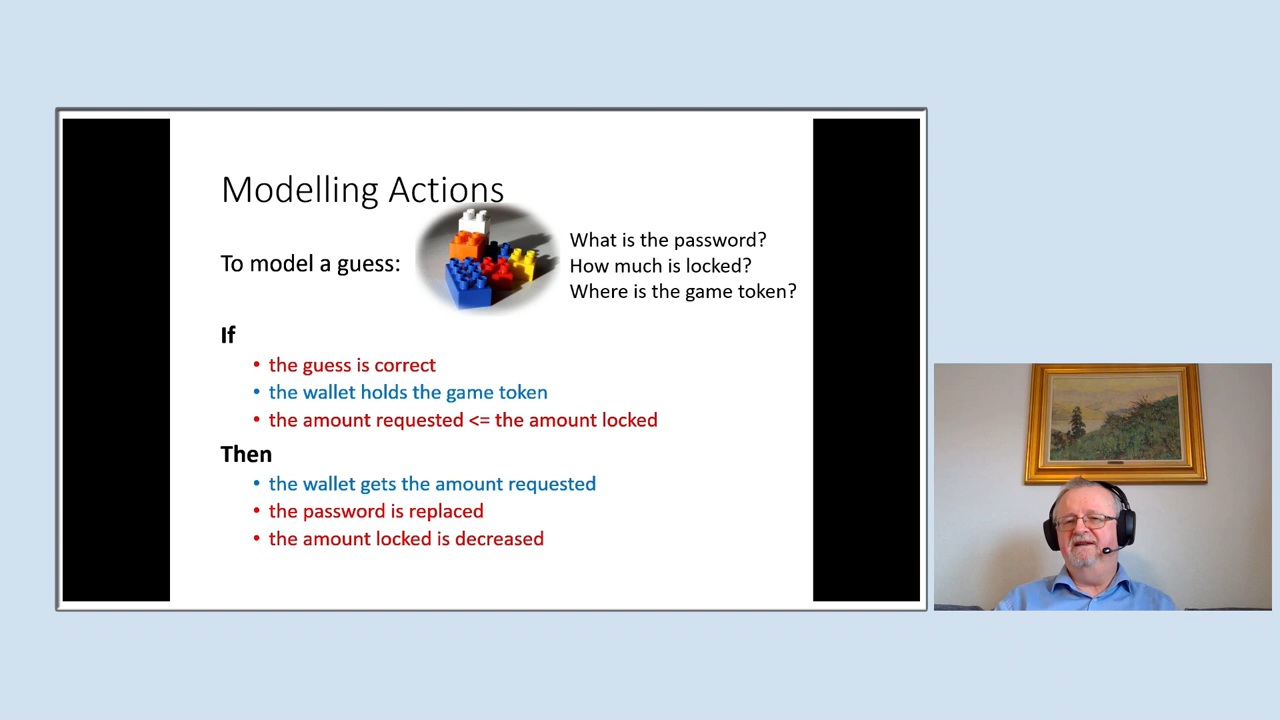 Modelling Actions
To model a guess:
What is the password?
How much is locked?
Where is the game token?
If
• the guess is correct
• the wallet holds the game token
• the amount requested <= the amount locked
Then
• the wallet gets the amount requested
• the password is replaced
• the amount locked is decreased